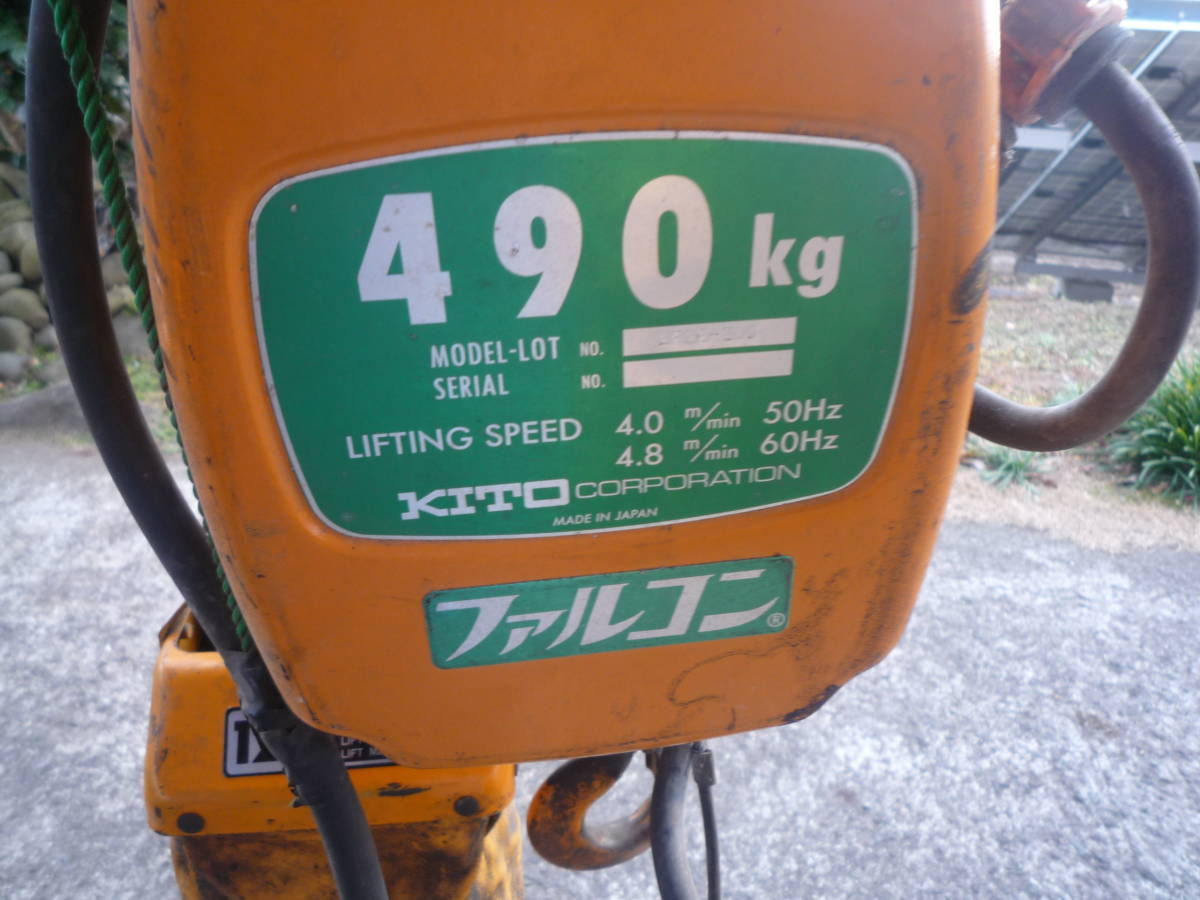 490 kg
MODEL-LOT NO.
SERIAL NO.
LIFTING SPEED 4.0 m/min 50Hz
4.8 m/min 60Hz
KITO CORPORATION
MADE IN JAPAN
ファルコン®
LIFT